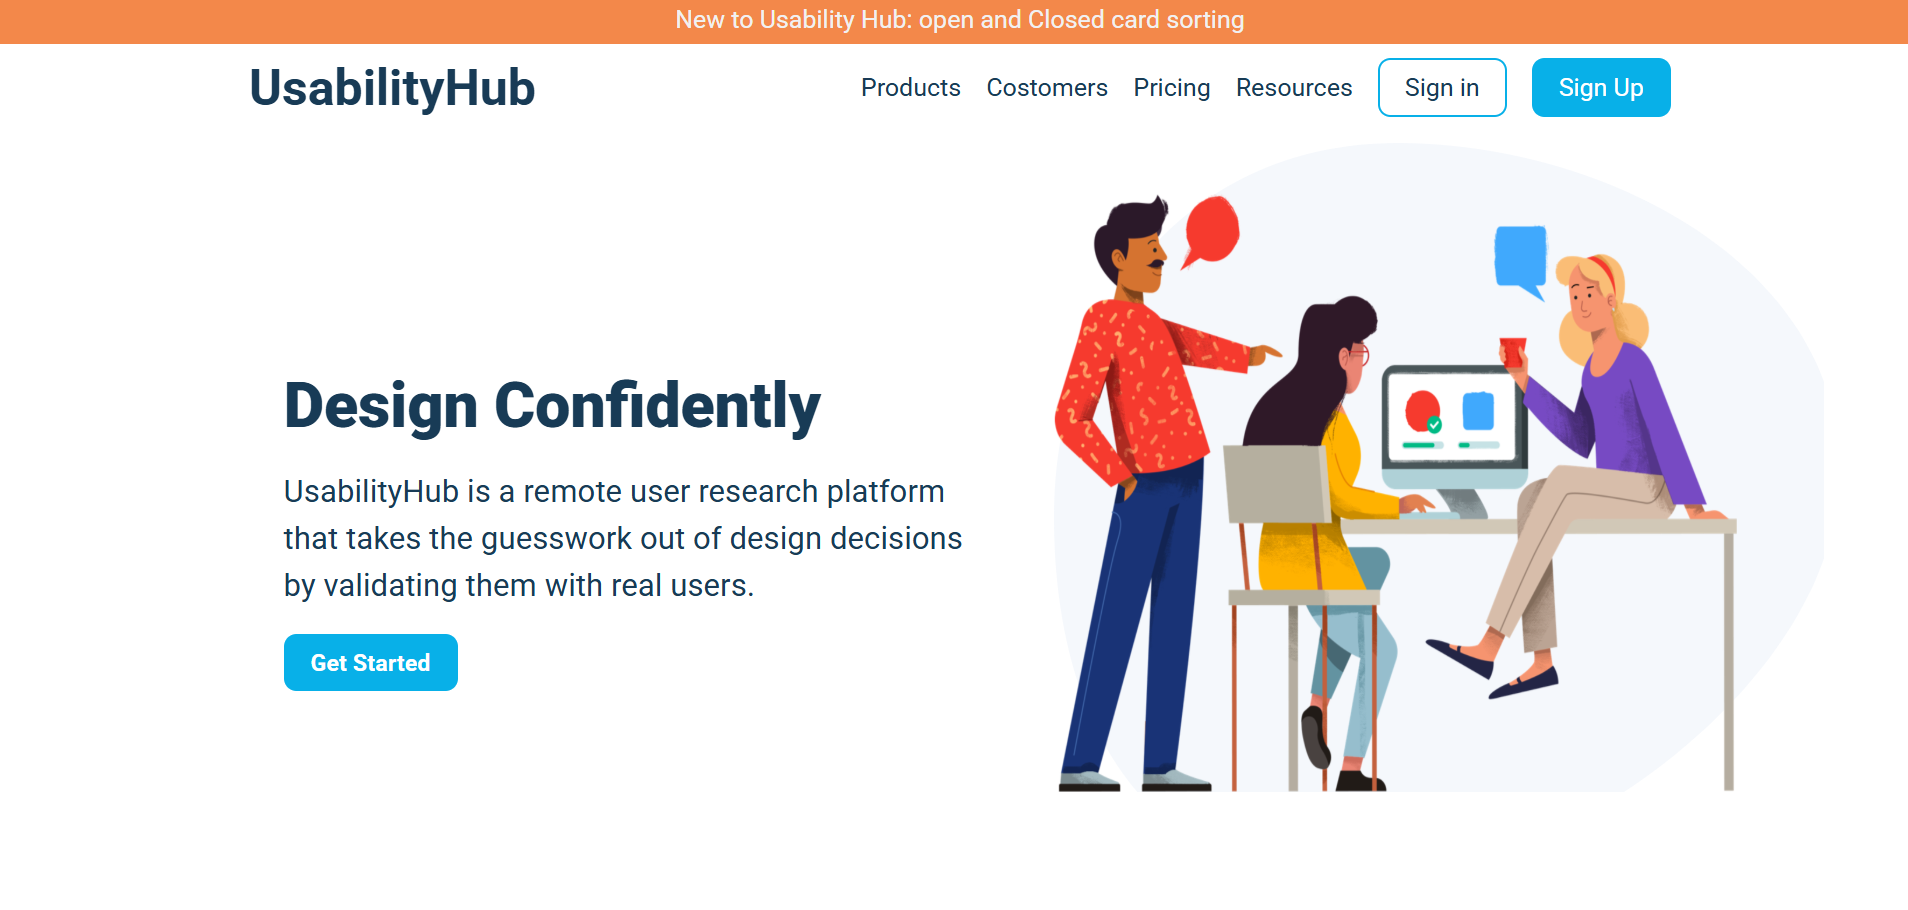 New to Usability Hub: open and Closed card sorting
UsabilityHub
Products Costomers Pricing Resources Sign in Sign Up
Design Confidently
UsabilityHub is a remote user research platform
that takes the guesswork out of design decisions
by validating them with real users.
Get Started